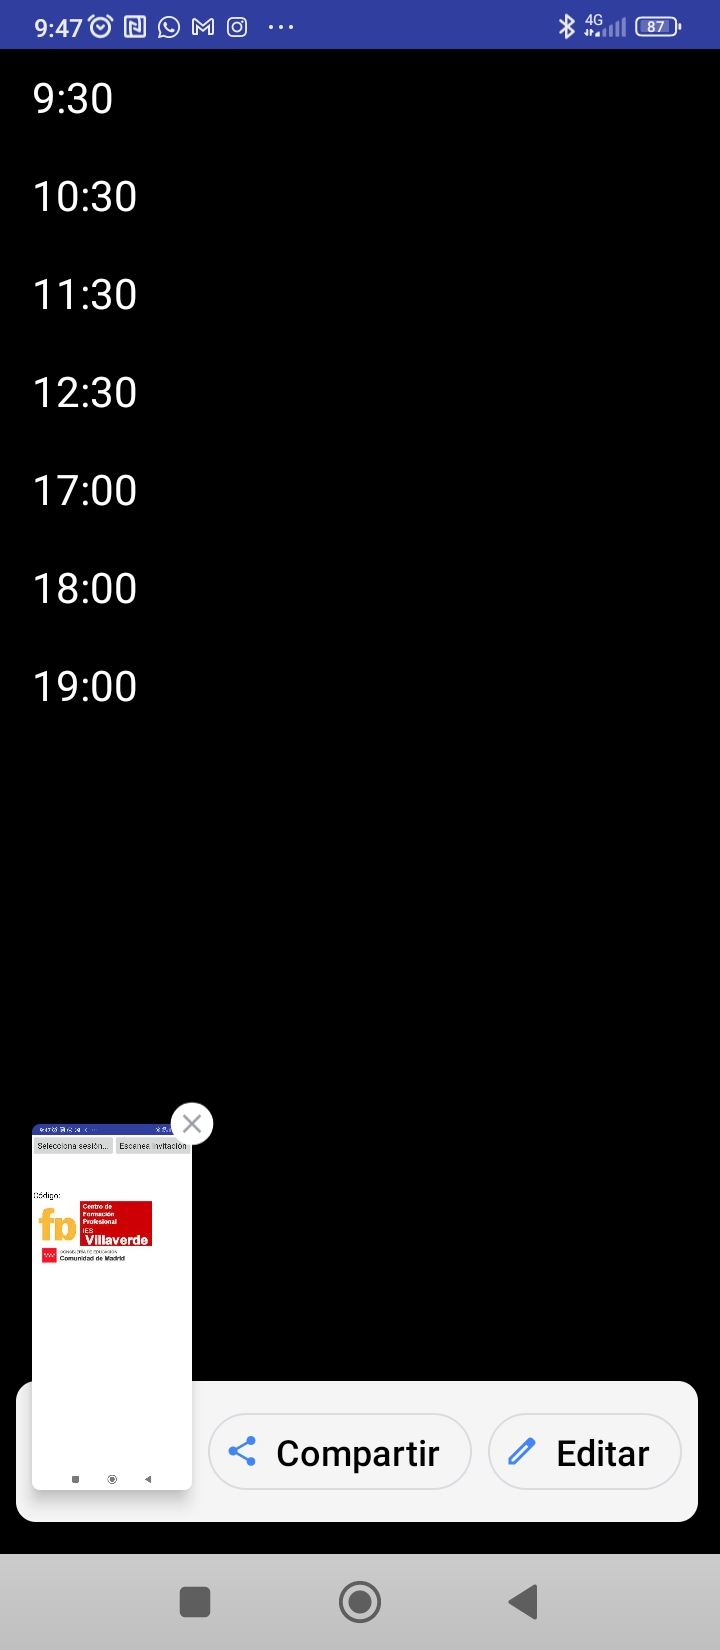 9:47
4G
87
9:30
10:30
11:30
12:30
17:00
18:00
19:00
Selecciona sesión...
Escanea invitación
Código:
fp
Centro de
Formación
Profesional
IES
Villaverde
CONSEJERÍA DE EDUCACIÓN
Comunidad de Madrid
Compartir
Editar